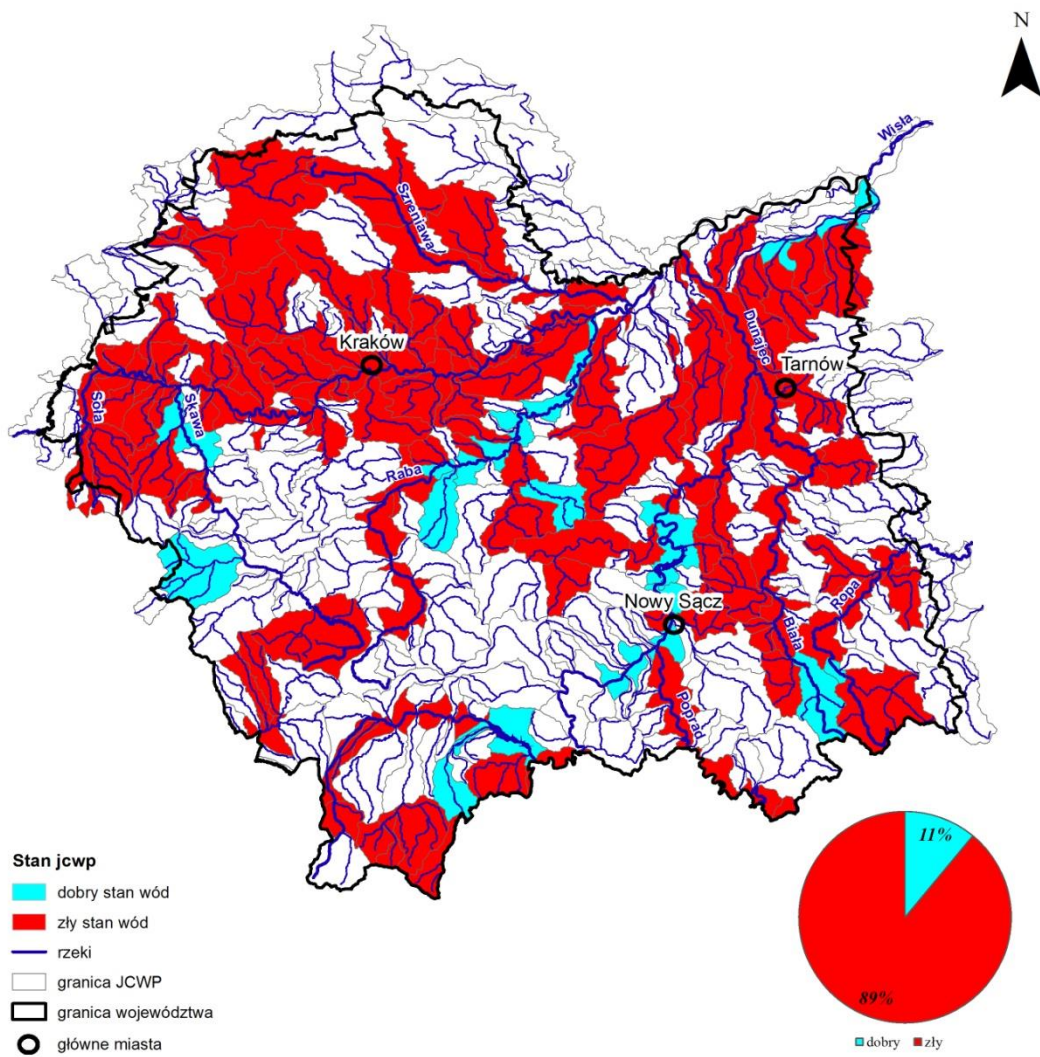 N
Wisła
Szreniawa
Kraków
Dunajec
Tarnów
Soła
Skawa
Raba
Nowy Sącz
Ropa
Biała
Poprad
Stan jcwp
dobry stan wód
zły stan wód
rzeki
granica JCWP
granica województwa
główne miasta
11%
89%
dobry zły